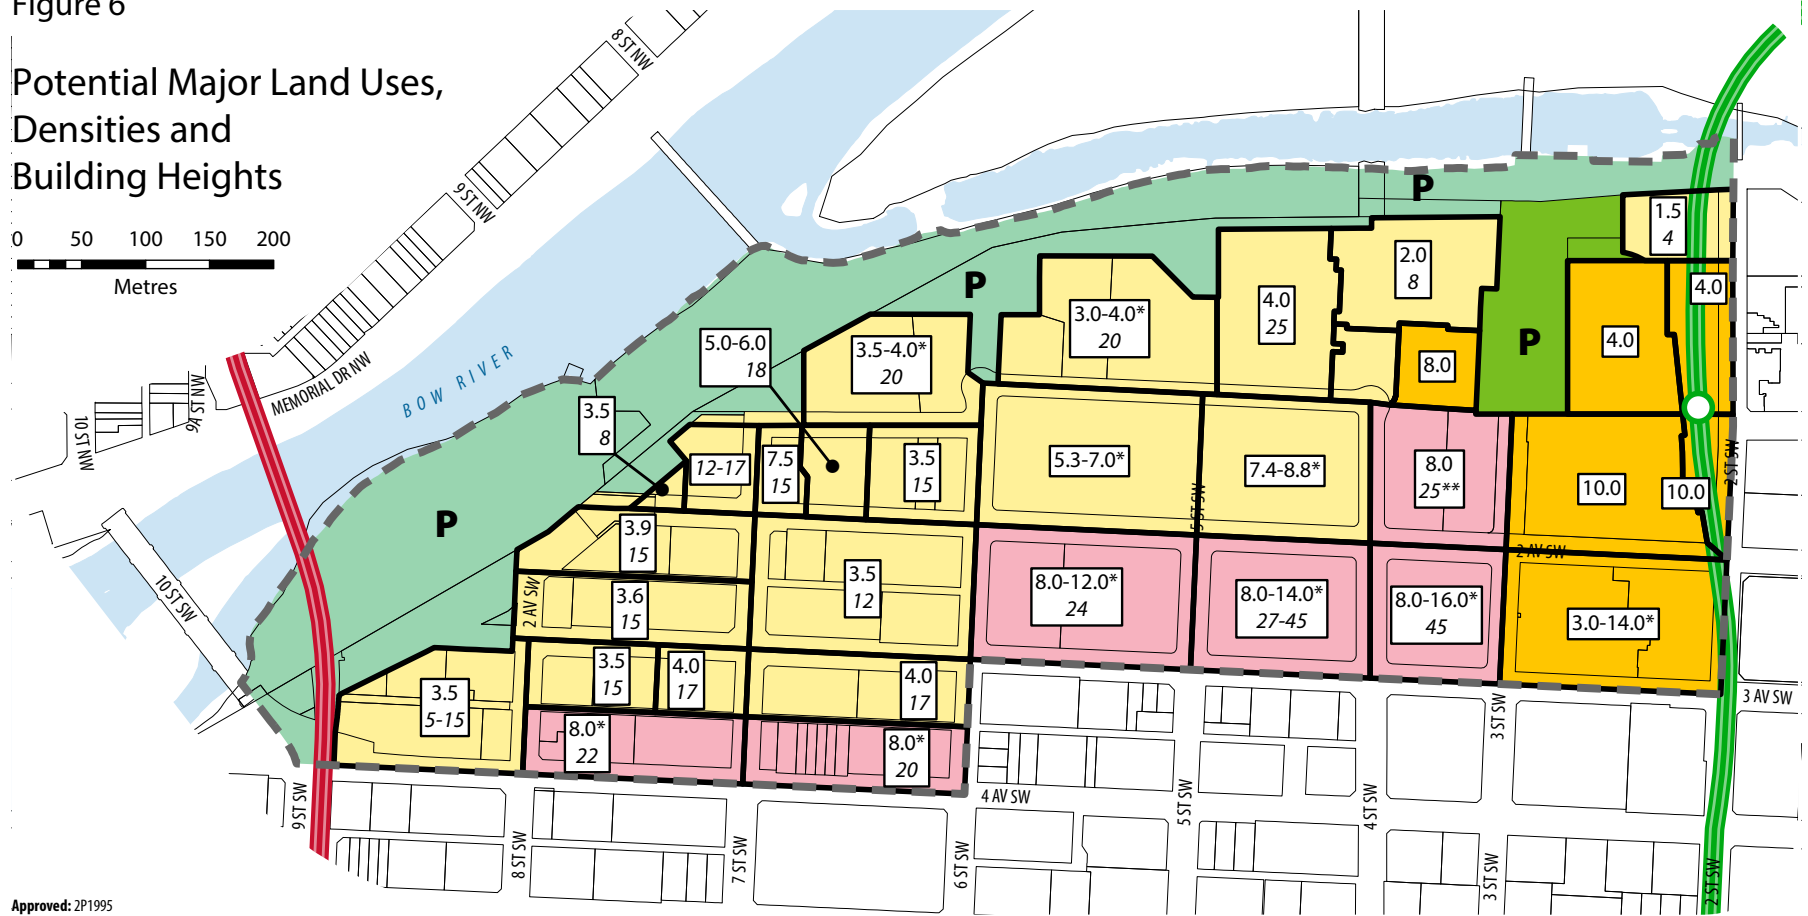 Figure 6
Potential Major Land Uses,
Densities and
Building Heights
0 50 100 150 200
Metres
8 ST NW
9 ST NW
MEMORIAL DR NW
9A ST NW
10 ST NW
BOW RIVER
10 ST SW
P
P
P
P
1.5
4
4.0
4.0
2.0
8
8.0
4.0
25
3.0-4.0*
20
3.5-4.0*
20
5.0-6.0
18
3.5
8
12-17
7.5
15
3.5
15
5.3-7.0*
7.4-8.8*
8.0
25**
10.0
10.0
2 ST SW
5 ST SW
2 AV SW
3.9
15
3.6
15
2 AV SW
3.5
12
8.0-12.0*
24
8.0-14.0*
27-45
8.0-16.0*
45
3.0-14.0*
3.5
5-15
3.5
15
4.0
17
4.0
17
8.0*
22
8.0*
20
3 AV SW
3 ST SW
4 AV SW
9 ST SW
8 ST SW
7 ST SW
6 ST SW
5 ST SW
4 ST SW
3 ST SW
2 ST SW
Approved: 2P1995